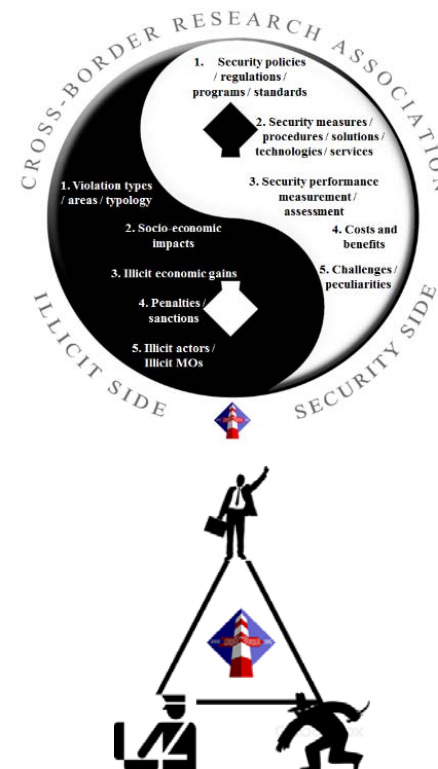 CROSS-BORDER RESEARCH ASSOCIATION
1. Security policies
/ regulations /
programs / standards
2. Security measures /
procedures / solutions /
technologies / services
3. Security performance
measurement /
assessment
4. Costs and
benefits
5. Challenges /
peculiarities
1. Violation types
/ areas / typology
2. Socio-economic
impacts
3. Illicit economic gains
4. Penalties /
sanctions
5. Illicit actors /
Illicit MOs
ILLICIT SIDE
SECURITY SIDE